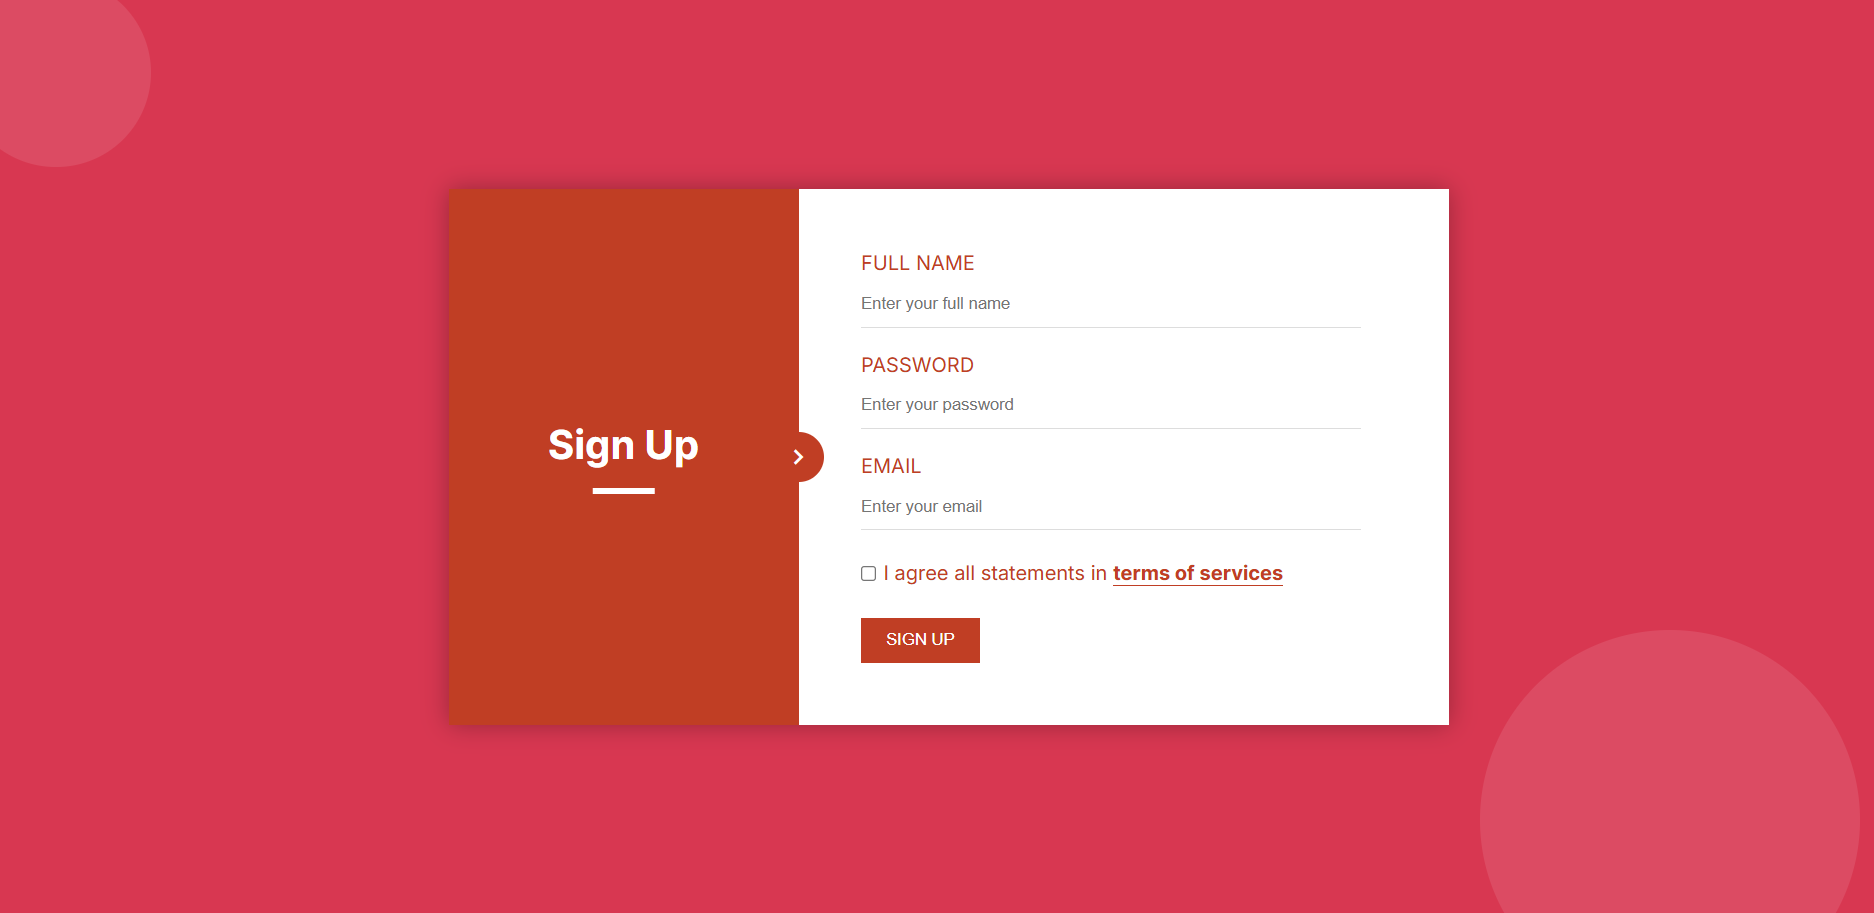 Sign Up
FULL NAME
Enter your full name
PASSWORD
Enter your password
EMAIL
Enter your email
I agree all statements in terms of services
SIGN UP